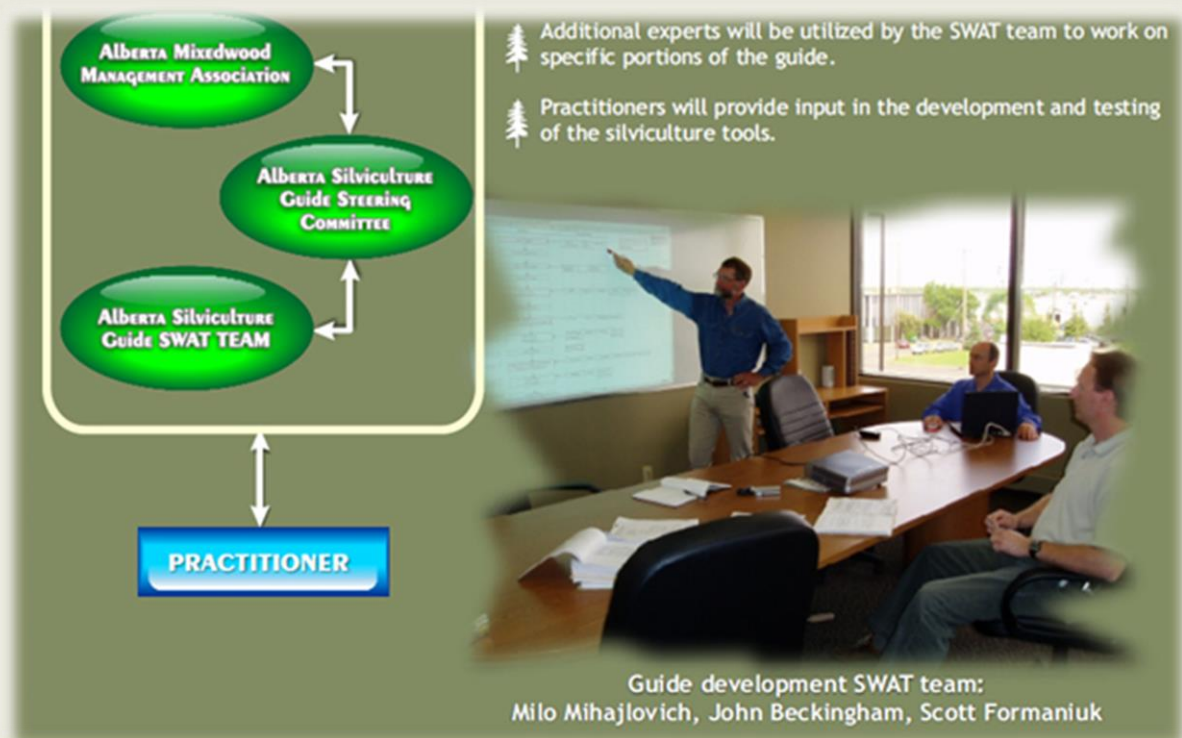 Alberta Mixedwood
Management Association
Alberta Silviculture
Guide Steering
Committee
Alberta Silviculture
Guide SWAT TEAM
PRACTITIONER
Additional experts will be utilized by the SWAT team to work on
specific portions of the guide.
Practitioners will provide input in the development and testing
of the silviculture tools.
Guide development SWAT team:
Milo Mihajlovich, John Beckingham, Scott Formaniuk